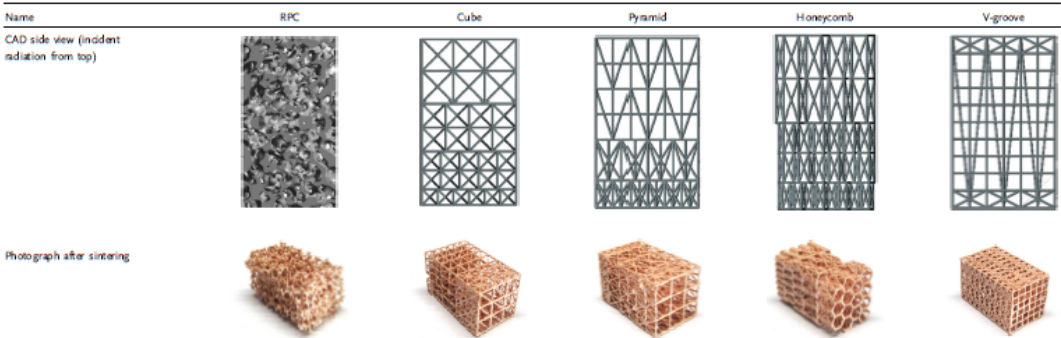 Name RPC Cube Pyramid Honeycomb V-groove
CAD side view (incident
radiation from top)
Photograph after sintering